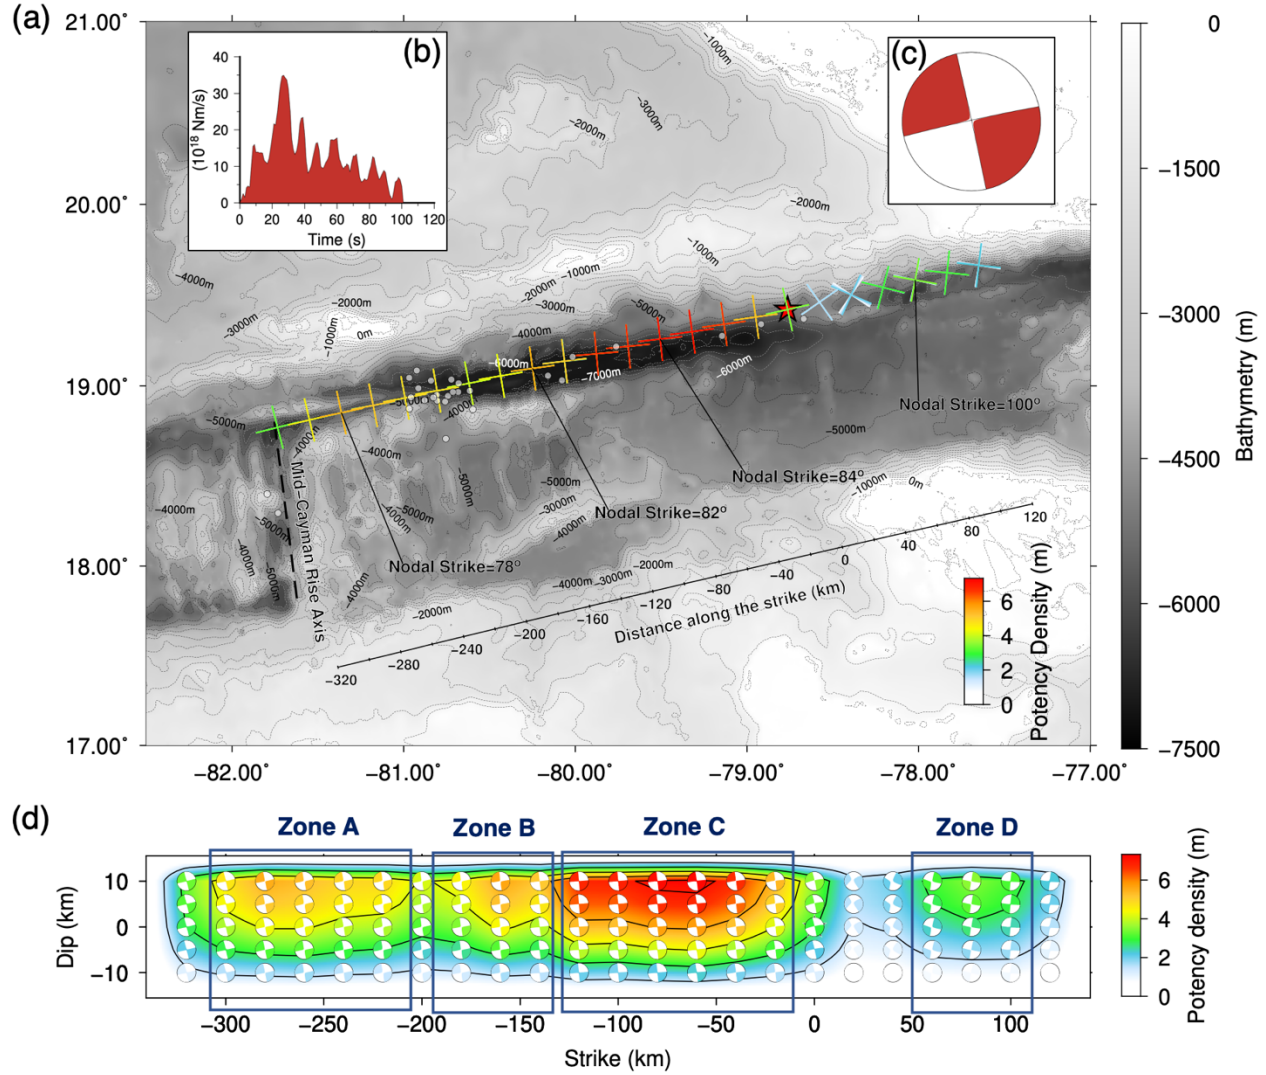 (a)
21.00°
20.00°
19.00°
18.00°
17.00°
−82.00°
−81.00°
−80.00°
−79.00°
−78.00°
−77.00°
(b)
40
30
20
10
0
(10¹⁸ Nm/s)
0
20
40
60
80
100
120
Time (s)
(c)
−1000m
−3000m
−2000m
−2000m
−1000m
−4000m
−1000m
−2000m
−2000m
−3000m
−3000m
−1000m
0m
−4000m
−5000m
−6000m
−7000m
−6000m
−5000m
−5000m
−4000m
−4000m
−4000m
−5000m
−5000m
−5000m
−3000m
−4000m
−4000m
−5000m
−4000m
−5000m
−4000m
−5000m
−4000m
−4000m
−3000m
−2000m
−2000m
−5000m
−1000m
0m
Nodal Strike=100°
Nodal Strike=84°
Nodal Strike=82°
Nodal Strike=78°
Mid−Cayman Rise Axis
−320
−280
−240
−200
−160
−120
−80
−40
0
40
80
120
Distance along the strike (km)
6
4
2
0
Potency Density (m)
0
−1500
−3000
−4500
−6000
−7500
Bathymetry (m)
(d)
Zone A
Zone B
Zone C
Zone D
10
0
−10
Dip (km)
−300
−250
−200
−150
−100
−50
0
50
100
Strike (km)
6
4
2
0
Potency density (m)